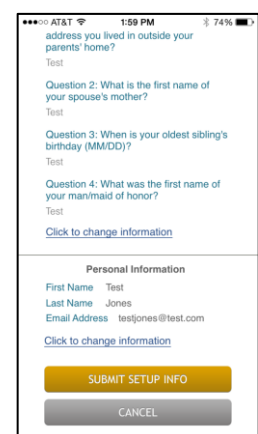 AT&T 1:59 PM 74%
address you lived in outside your
parents' home?
Test
Question 2: What is the first name of
your spouse's mother?
Test
Question 3: When is your oldest sibling's
birthday (MM/DD)?
Test
Question 4: What was the first name of
your man/maid of honor?
Test
Click to change information
Personal Information
First Name Test
Last Name Jones
Email Address testjones@test.com
Click to change information
SUBMIT SETUP INFO
CANCEL